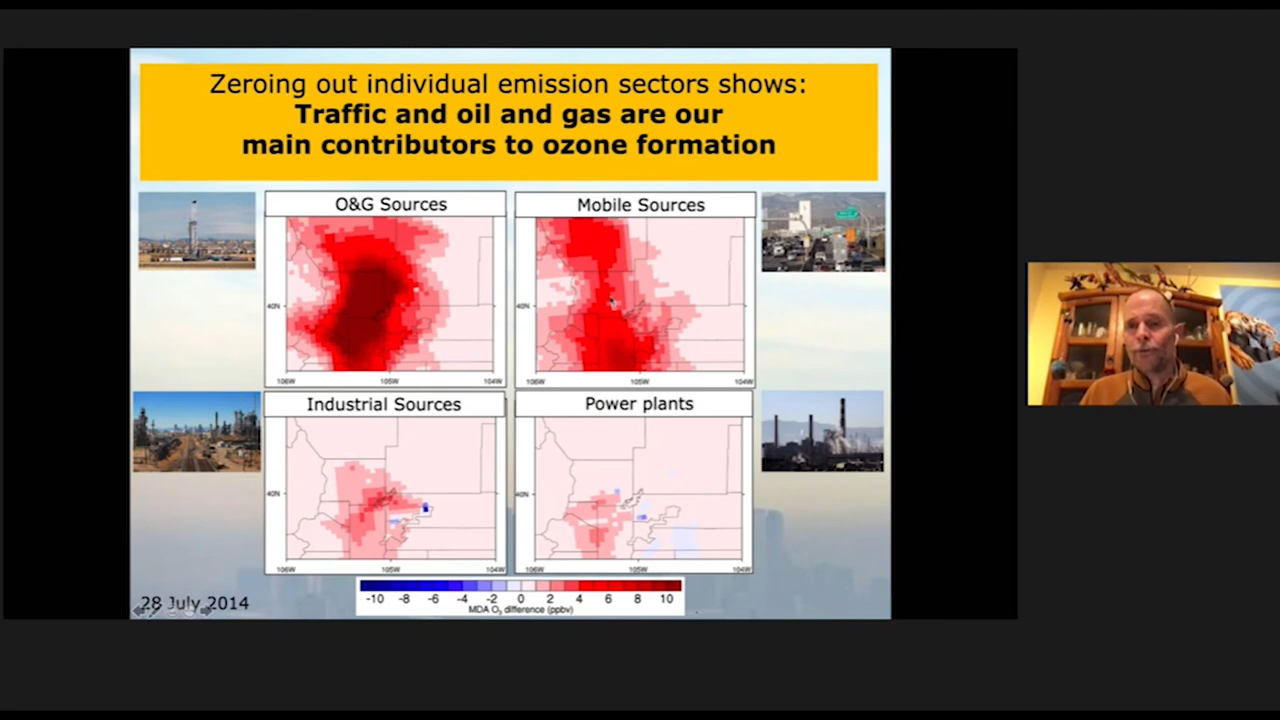 Zeroing out individual emission sectors shows:
Traffic and oil and gas are our
main contributors to ozone formation
O&G Sources
Mobile Sources
40N
106W 105W 104W
40N
106W 105W 104W
Industrial Sources
Power plants
40N
106W 105W 104W
40N
106W 105W 104W
-10 -8 -6 -4 -2 0 2 4 6 8 10
MDA O₃ difference (ppbv)
28 July 2014